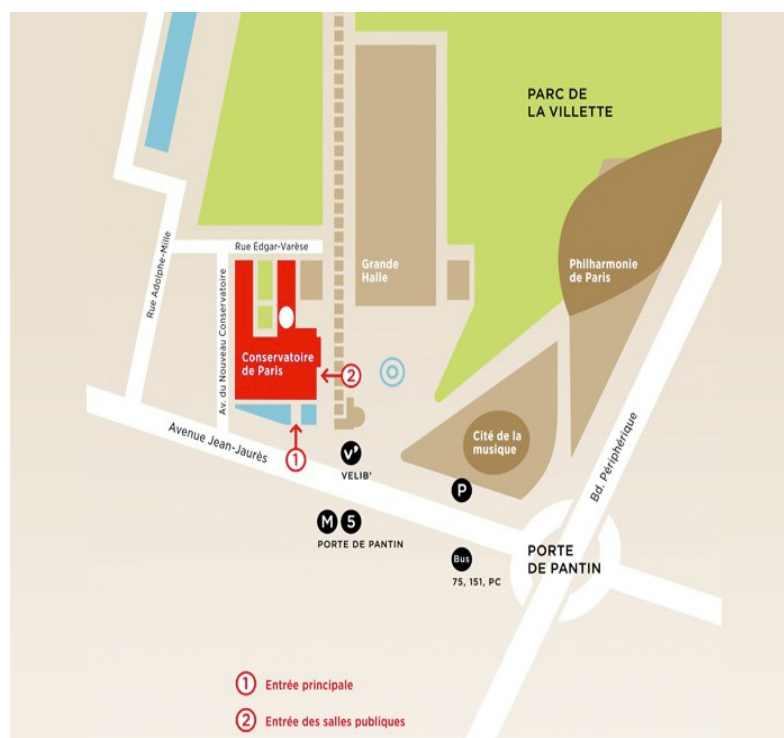 PARC DE
LA VILLETTE
Rue Edgar-Varèse
Rue Adolphe-Mille
Av. du Nouveau Conservatoire
Grande
Halle
Philharmonie
de Paris
Conservatoire
de Paris
2
Cité de la
musique
Avenue Jean-Jaurès
1
V'
VELIB'
P
Bd. Périphérique
M 5
PORTE DE PANTIN
Bus
75, 151, PC
PORTE
DE PANTIN
1 Entrée principale
2 Entrée des salles publiques